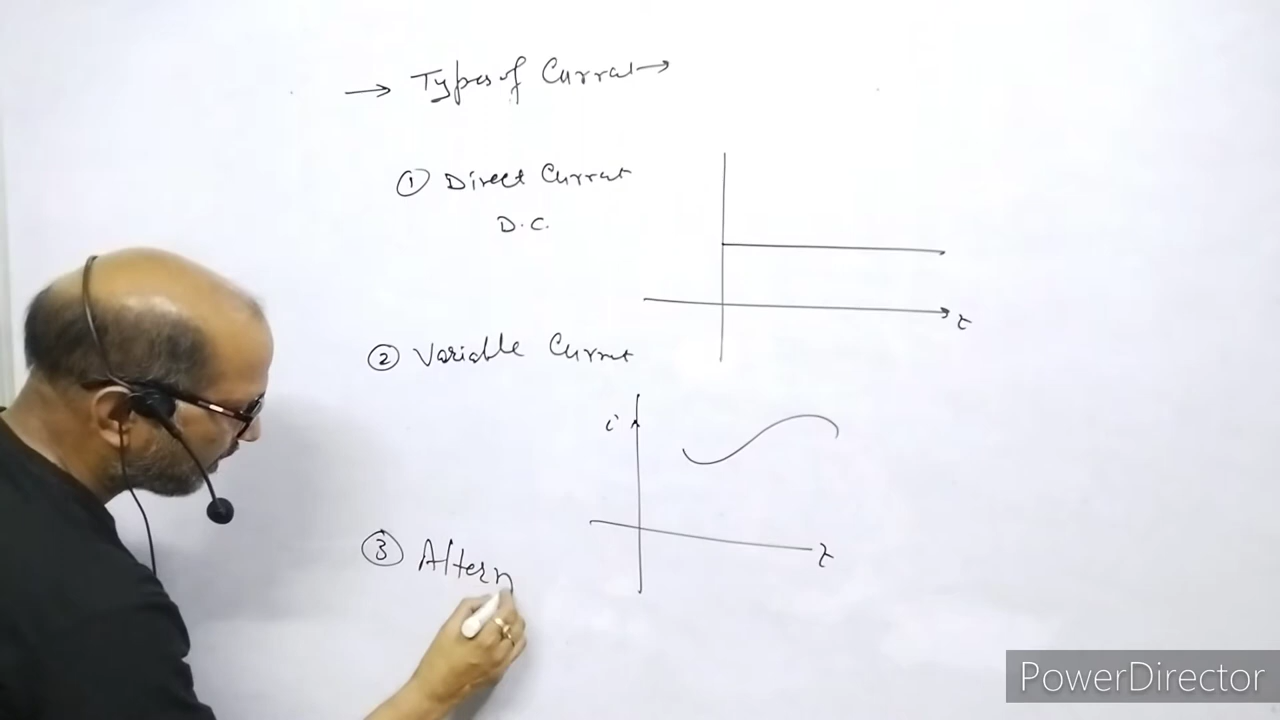 → Types of Current →
① Direct Current
D.C.
t
② Variable Current
i
t
③ Altern
PowerDirector